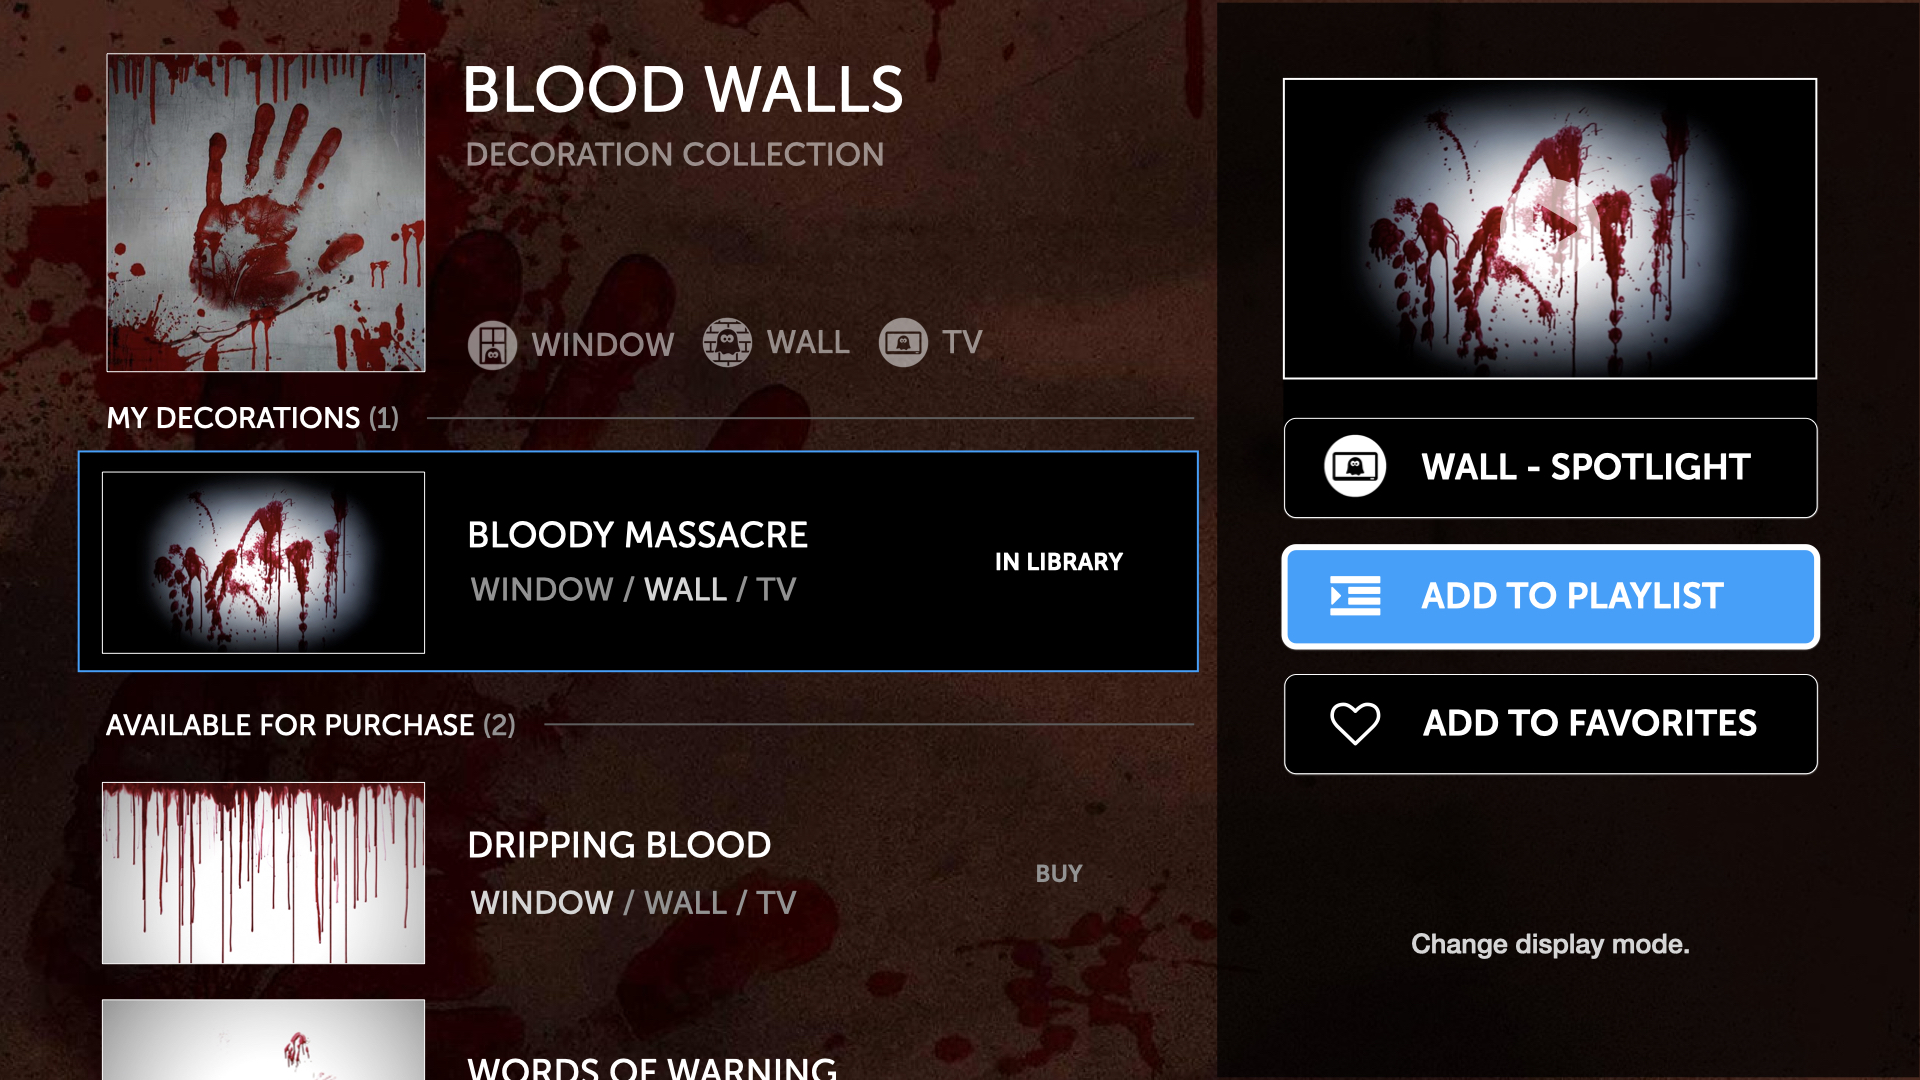 BLOOD WALLS
DECORATION COLLECTION
WINDOW WALL TV
MY DECORATIONS (1)
BLOODY MASSACRE
WINDOW / WALL / TV
IN LIBRARY
AVAILABLE FOR PURCHASE (2)
DRIPPING BLOOD
WINDOW / WALL / TV
BUY
WORDS OF WARNING
WALL - SPOTLIGHT
ADD TO PLAYLIST
ADD TO FAVORITES
Change display mode.